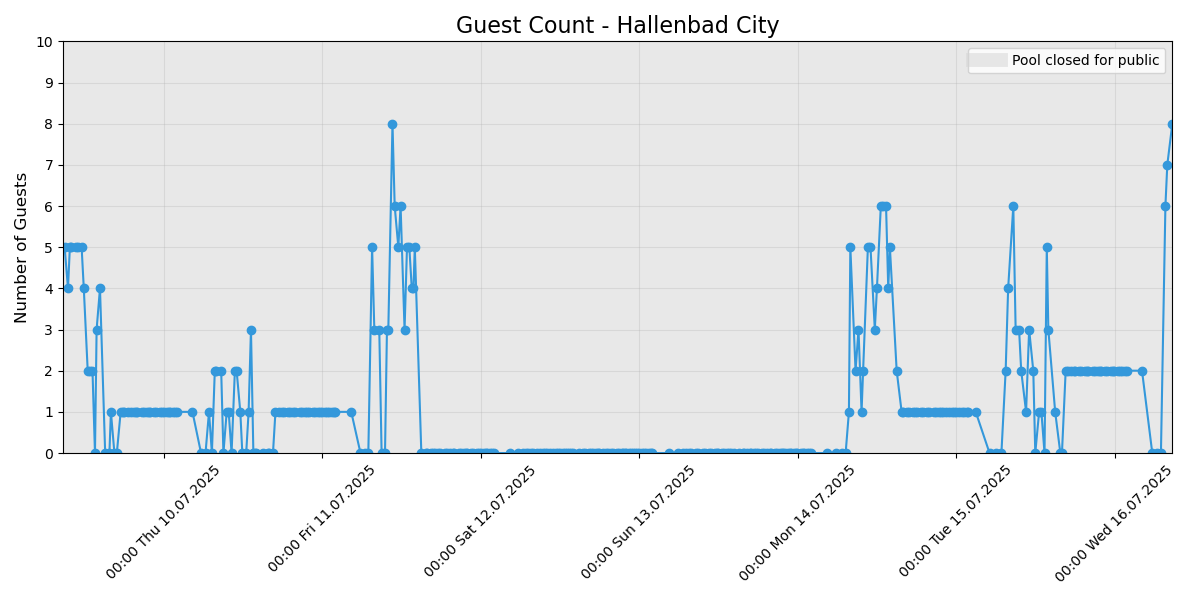 Guest Count - Hallenbad City
Pool closed for public
Number of Guests
10
9
8
7
6
5
4
3
2
1
0
00:00 Thu 10.07.2025
00:00 Fri 11.07.2025
00:00 Sat 12.07.2025
00:00 Sun 13.07.2025
00:00 Mon 14.07.2025
00:00 Tue 15.07.2025
00:00 Wed 16.07.2025